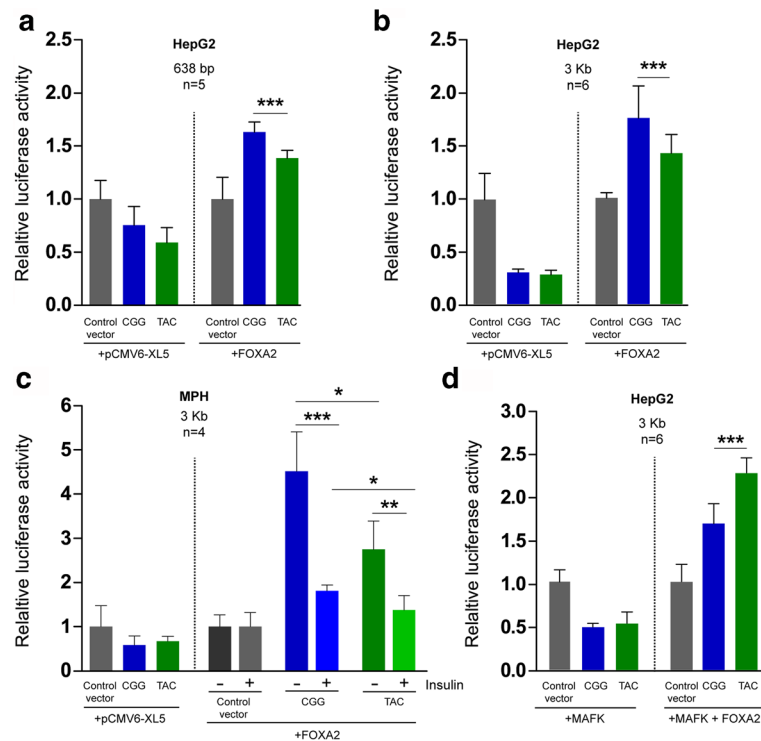 a
HepG2
638 bp
n=5
***
Relaltive luciferase activity
2.5
2.0
1.5
1.0
0.5
0.0
Control vector CGG TAC Control vector CGG TAC
+pCMV6-XL5 +FOXA2
b
HepG2
3 Kb
n=6
***
Relaltive luciferase activity
2.5
2.0
1.5
1.0
0.5
0.0
Control vector CGG TAC Control vector CGG TAC
+pCMV6-XL5 +FOXA2
c
MPH
3 Kb
n=4
*
***
*
**
Relaltive luciferase activity
6
5
4
3
2
1
0
- + - + - + Insulin
Control vector CGG TAC Control vector CGG TAC
+pCMV6-XL5 +FOXA2
d
HepG2
3 Kb
n=6
***
Relaltive luciferase activity
3.0
2.5
2.0
1.5
1.0
0.5
0.0
Control vector CGG TAC Control vector CGG TAC
+MAFK +MAFK + FOXA2